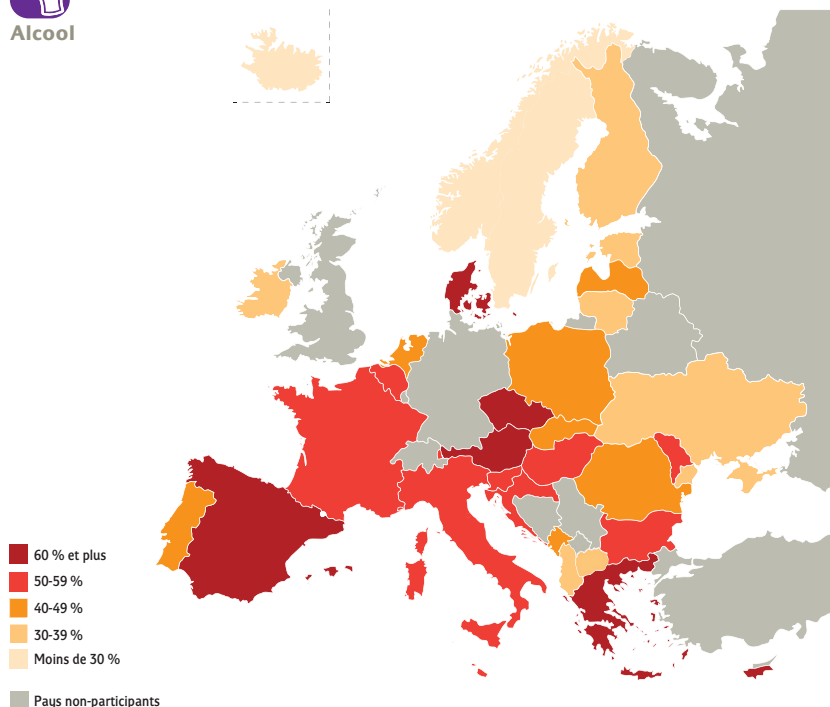 Alcool
60 % et plus
50-59 %
40-49 %
30-39 %
Moins de 30 %
Pays non-participants